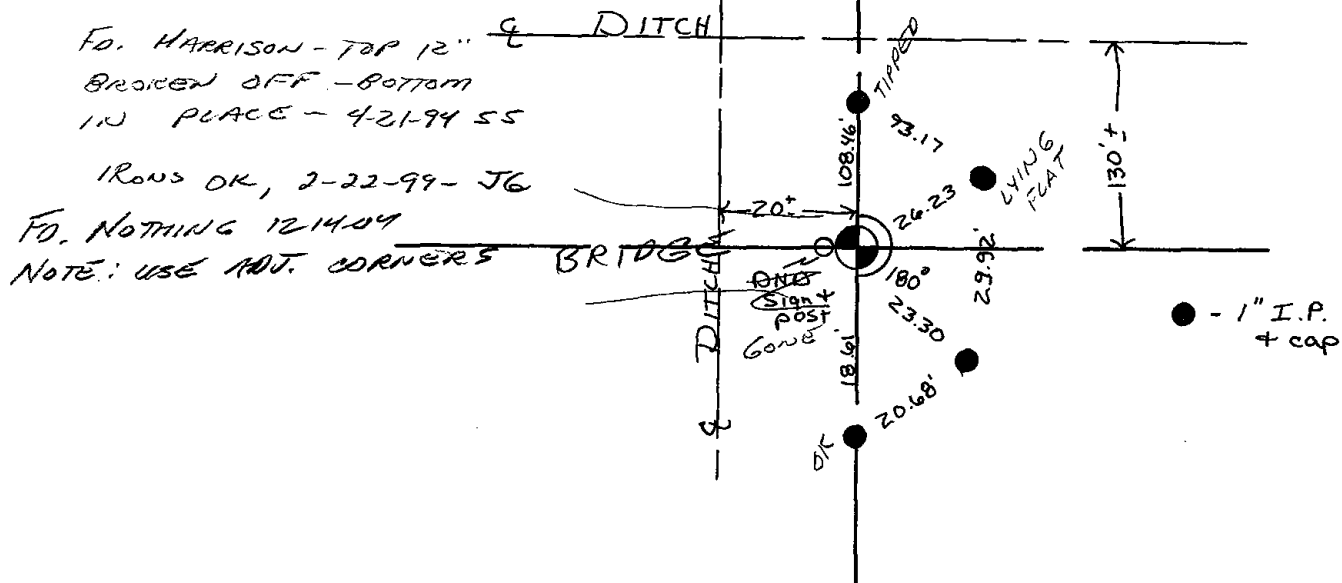 FD. HARRISON - TOP 12"
BROKEN OFF - BOTTOM
IN PLACE - 4-21-94 SS
IRONS OK, 2-22-99 - JG
FD. NOTHING 12-14-04
NOTE: USE ADJ. CORNERS
℄ DITCH
TIPPED
108.46'
93.17
LYING
FLAT
130'±
20±
26.23
BRIDGE
DITCH
℄
DNR
Sign +
post
GONE
180°
29.92'
23.30
18.61'
20.68'
OK
● - 1" I.P.
+ cap